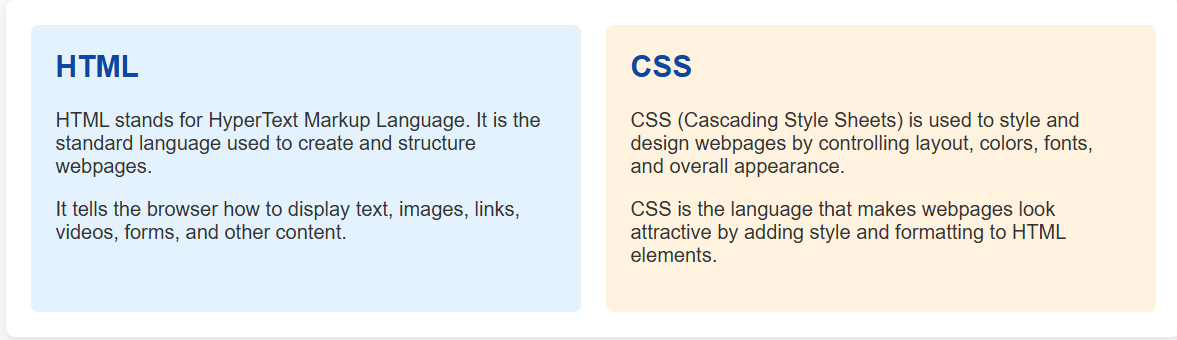 HTML
HTML stands for HyperText Markup Language. It is the
standard language used to create and structure
webpages.
It tells the browser how to display text, images, links,
videos, forms, and other content.
CSS
CSS (Cascading Style Sheets) is used to style and
design webpages by controlling layout, colors, fonts,
and overall appearance.
CSS is the language that makes webpages look
attractive by adding style and formatting to HTML
elements.